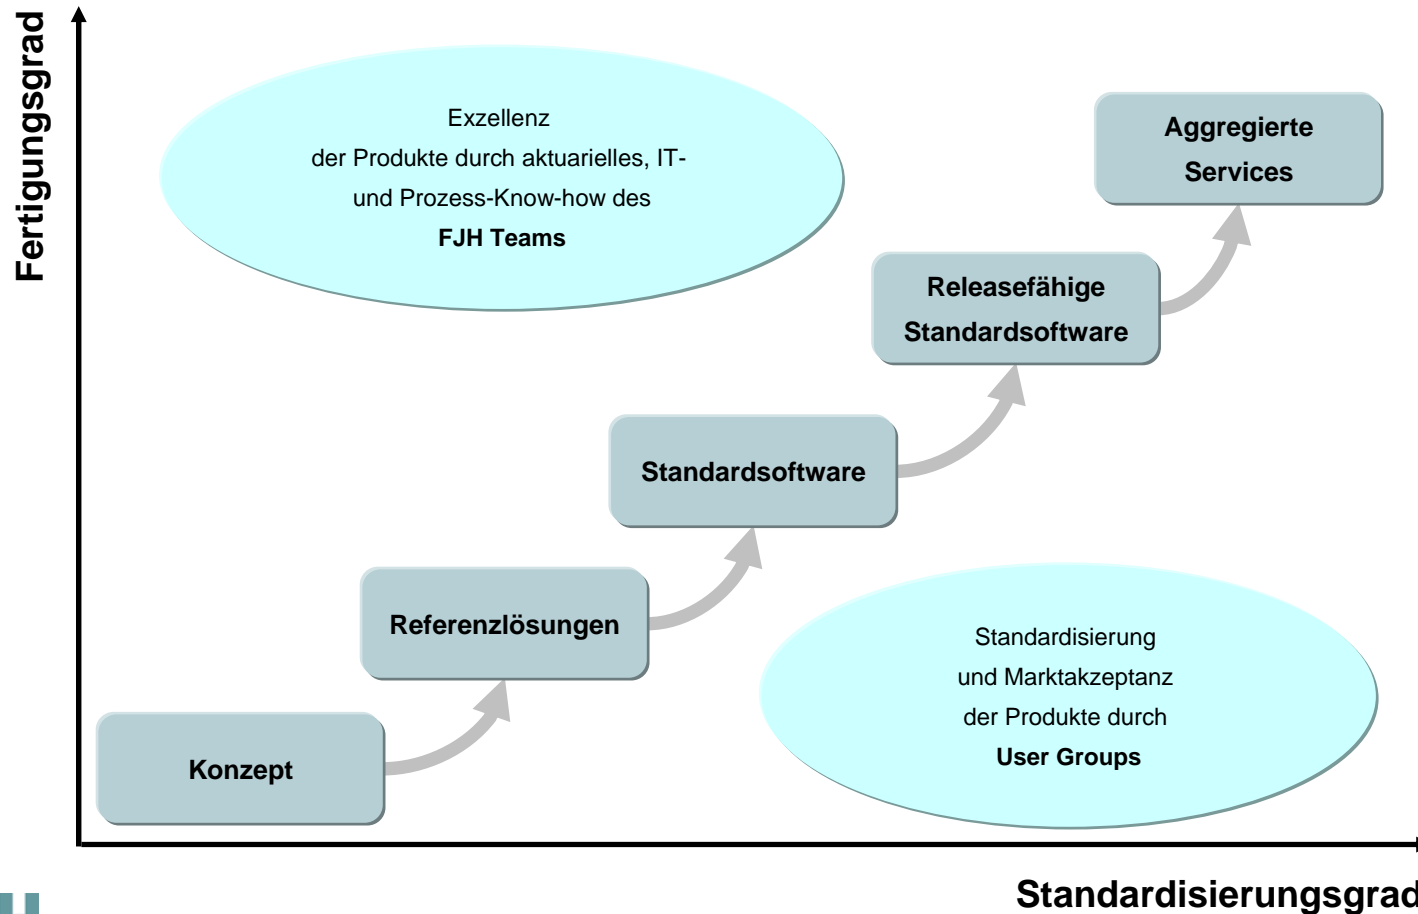 Fertigungsgrad
Exzellenz
der Produkte durch aktuarielles, IT-
und Prozess-Know-how des
FJH Teams
Aggregierte
Services
Releasefähige
Standardsoftware
Standardsoftware
Referenzlösungen
Konzept
Standardisierung
und Marktakzeptanz
der Produkte durch
User Groups
Standardisierungsgrad